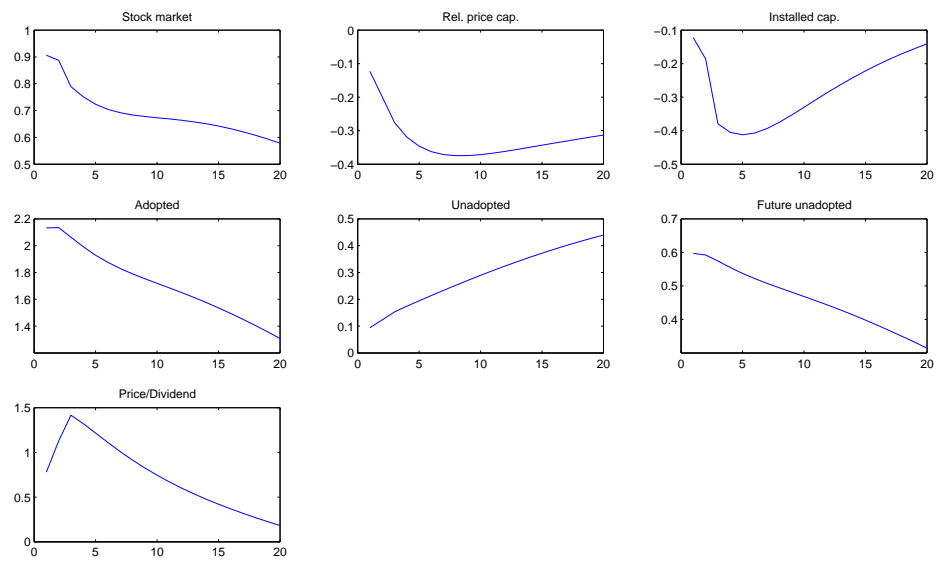 Stock market
1
0.9
0.8
0.7
0.6
0.5
0 5 10 15 20
Rel. price cap.
0
−0.1
−0.2
−0.3
−0.4
0 5 10 15 20
Installed cap.
−0.1
−0.2
−0.3
−0.4
−0.5
0 5 10 15 20
Adopted
2.2
2
1.8
1.6
1.4
0 5 10 15 20
Unadopted
0.5
0.4
0.3
0.2
0.1
0
0 5 10 15 20
Future unadopted
0.7
0.6
0.5
0.4
0 5 10 15 20
Price/Dividend
1.5
1
0.5
0
0 5 10 15 20